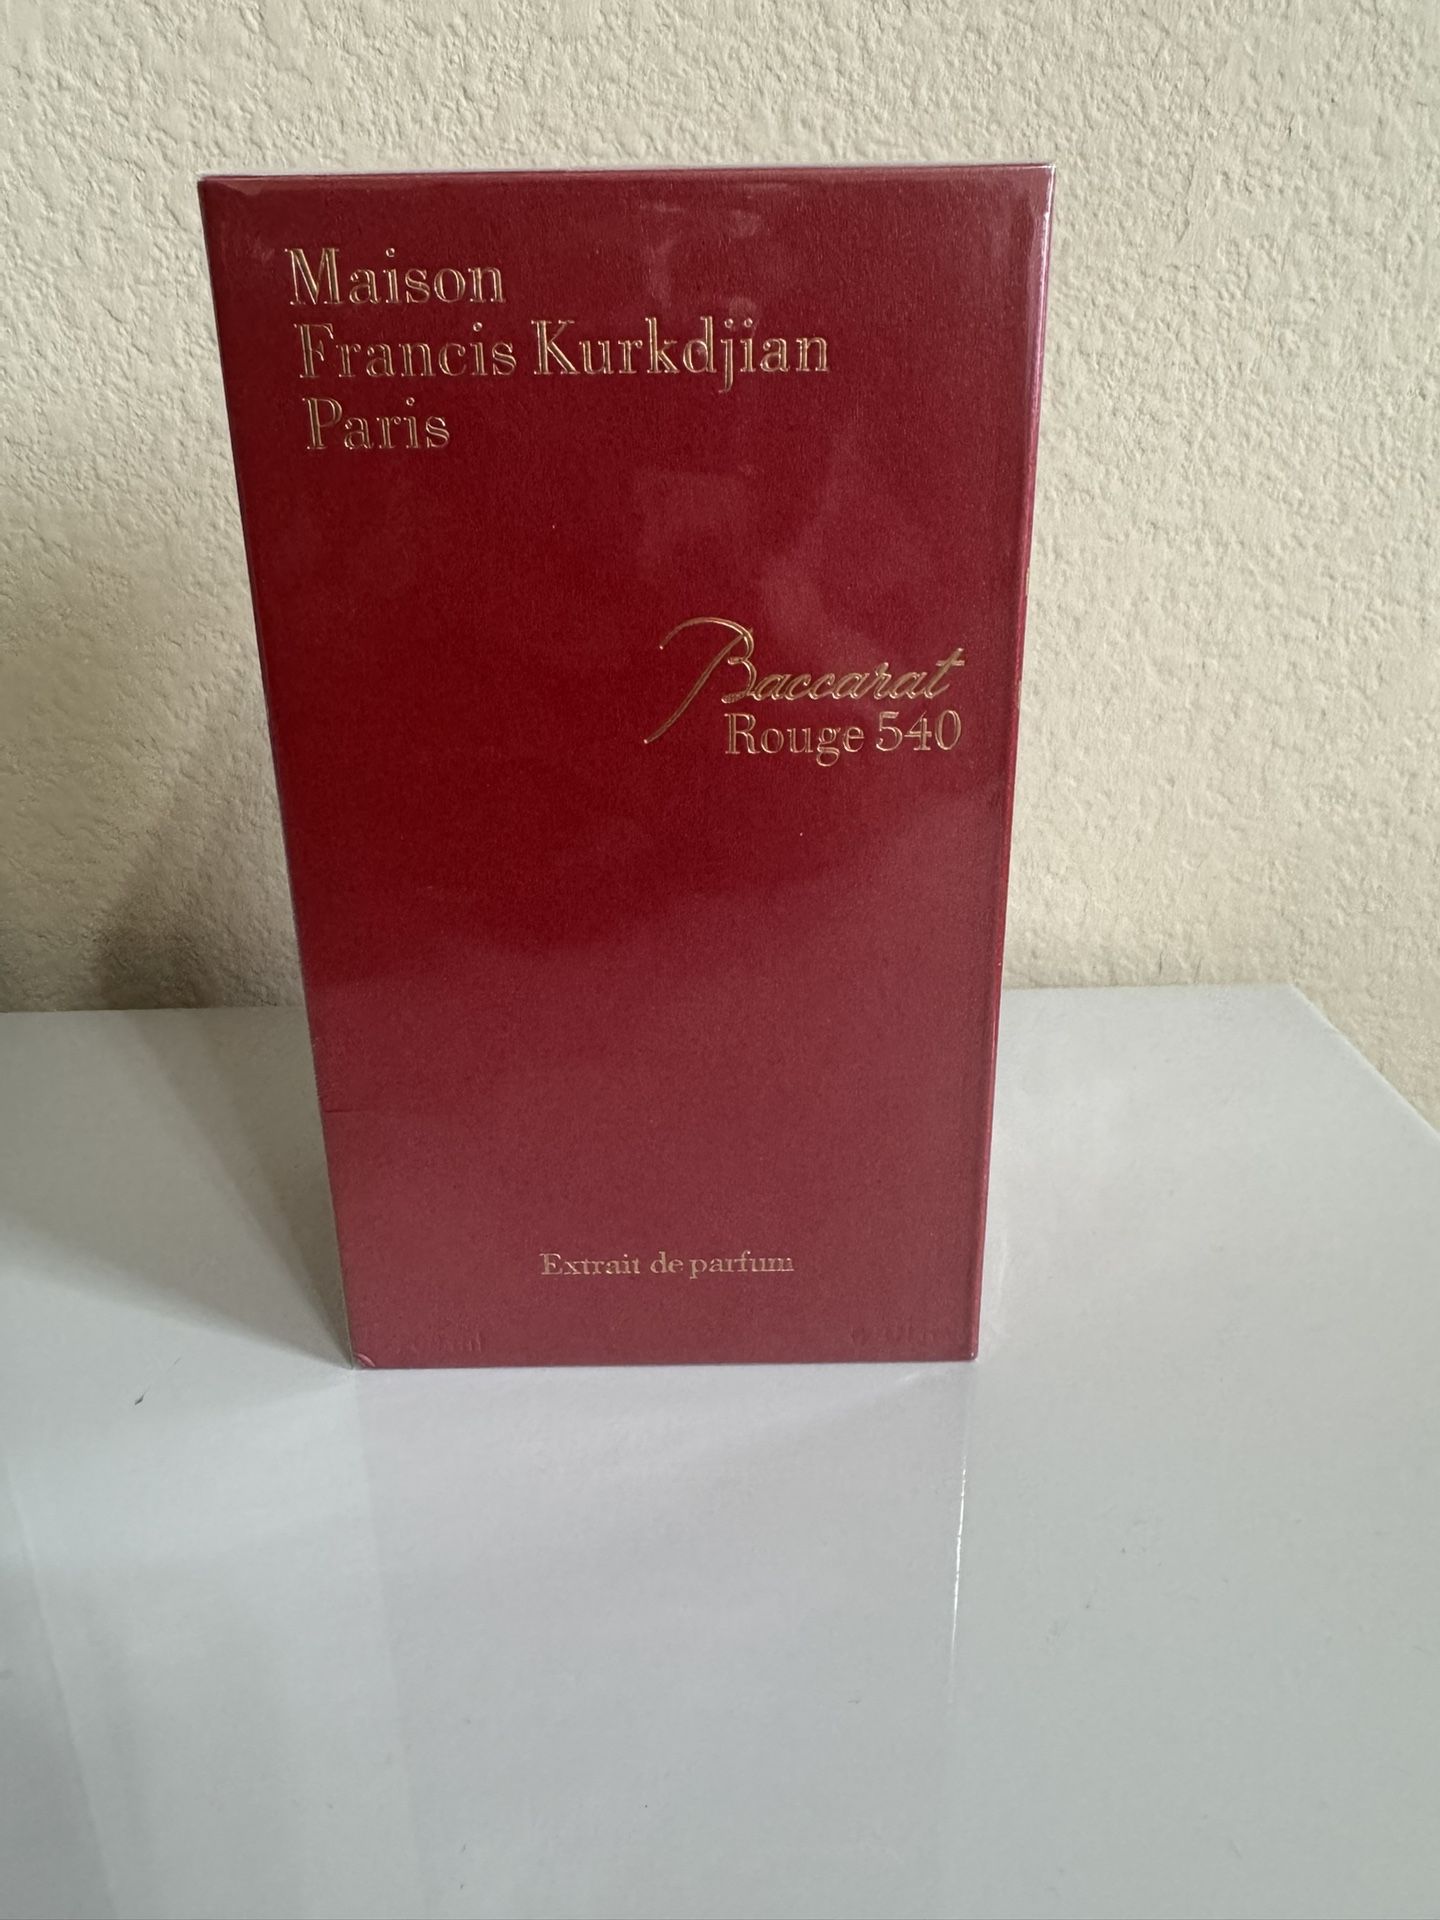 Maison
Francis Kurkdjian
Paris
Baccarat
Rouge 540
Extrait de parfum